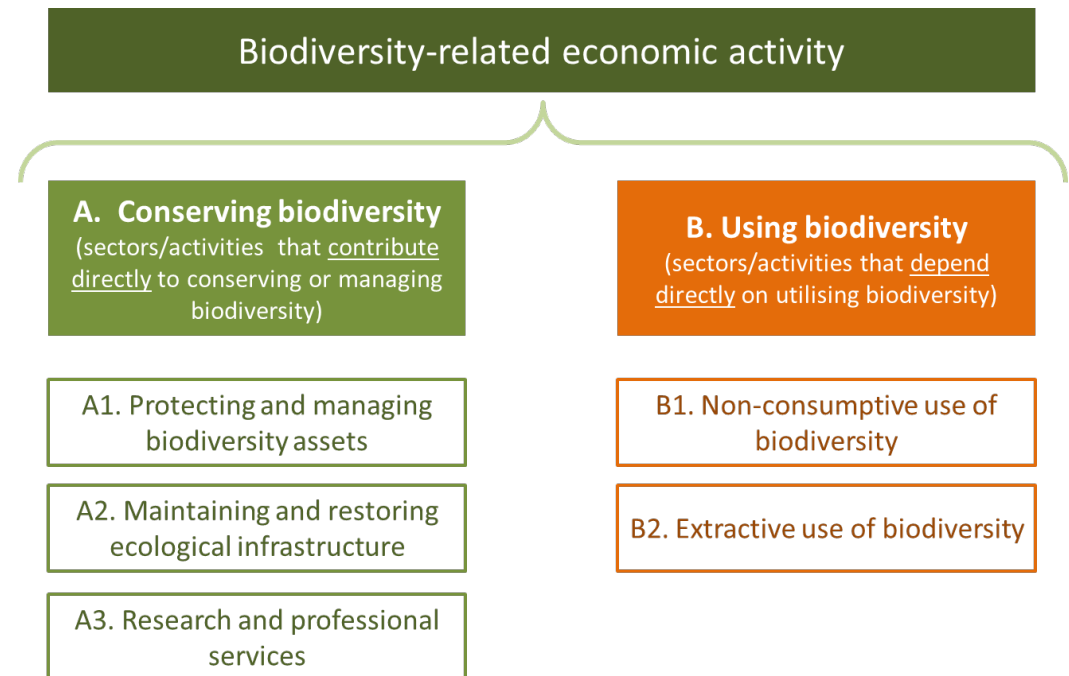 Biodiversity-related economic activity
A. Conserving biodiversity
(sectors/activities that contribute
directly to conserving or managing
biodiversity)
B. Using biodiversity
(sectors/activities that depend
directly on utilising biodiversity)
A1. Protecting and managing
biodiversity assets
B1. Non-consumptive use of
biodiversity
A2. Maintaining and restoring
ecological infrastructure
B2. Extractive use of biodiversity
A3. Research and professional
services